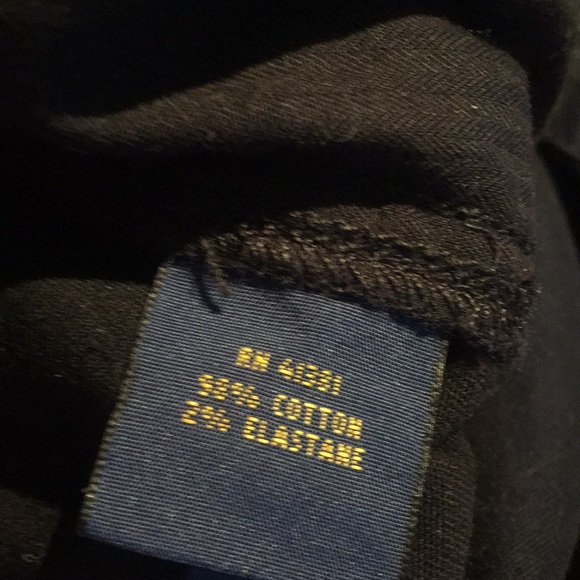 RN 41381
98% COTTON
2% ELASTANE